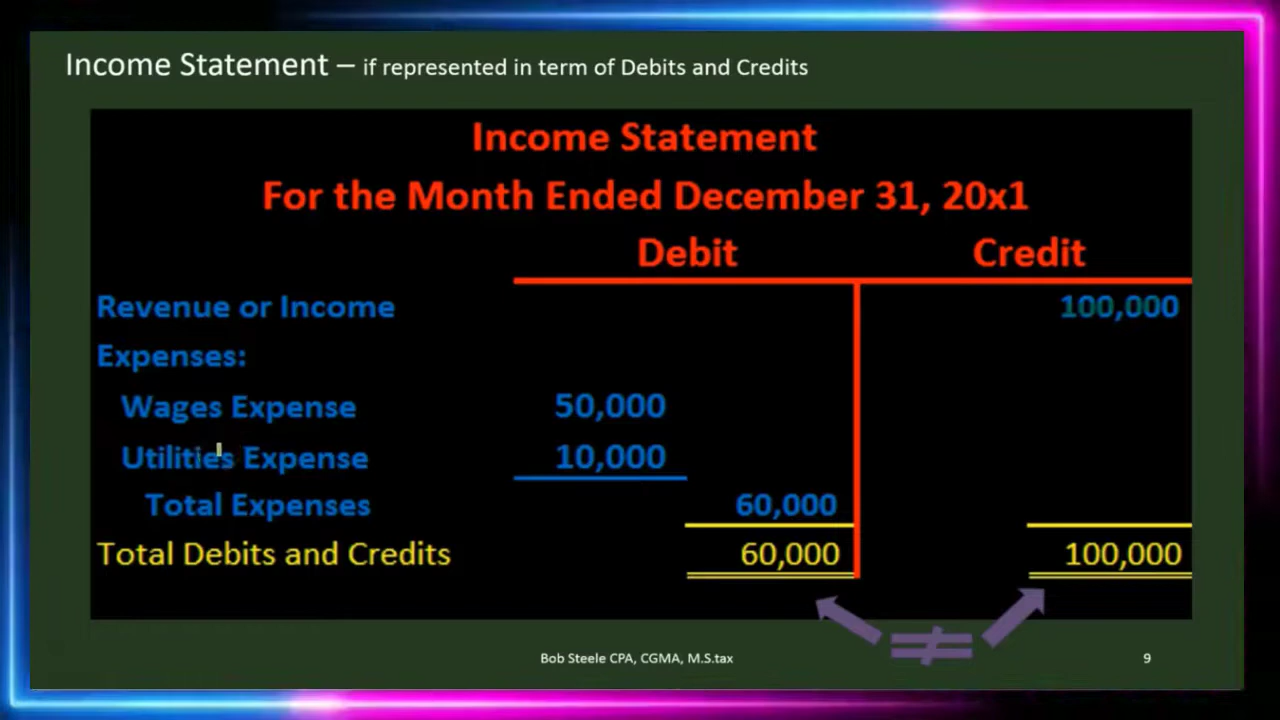 Income Statement – if represented in term of Debits and Credits
Income Statement
For the Month Ended December 31, 20x1
Debit Credit
Revenue or Income 100,000
Expenses:
Wages Expense 50,000
Utilities Expense 10,000
Total Expenses 60,000
Total Debits and Credits 60,000 100,000
≠
Bob Steele CPA, CGMA, M.S.tax 9